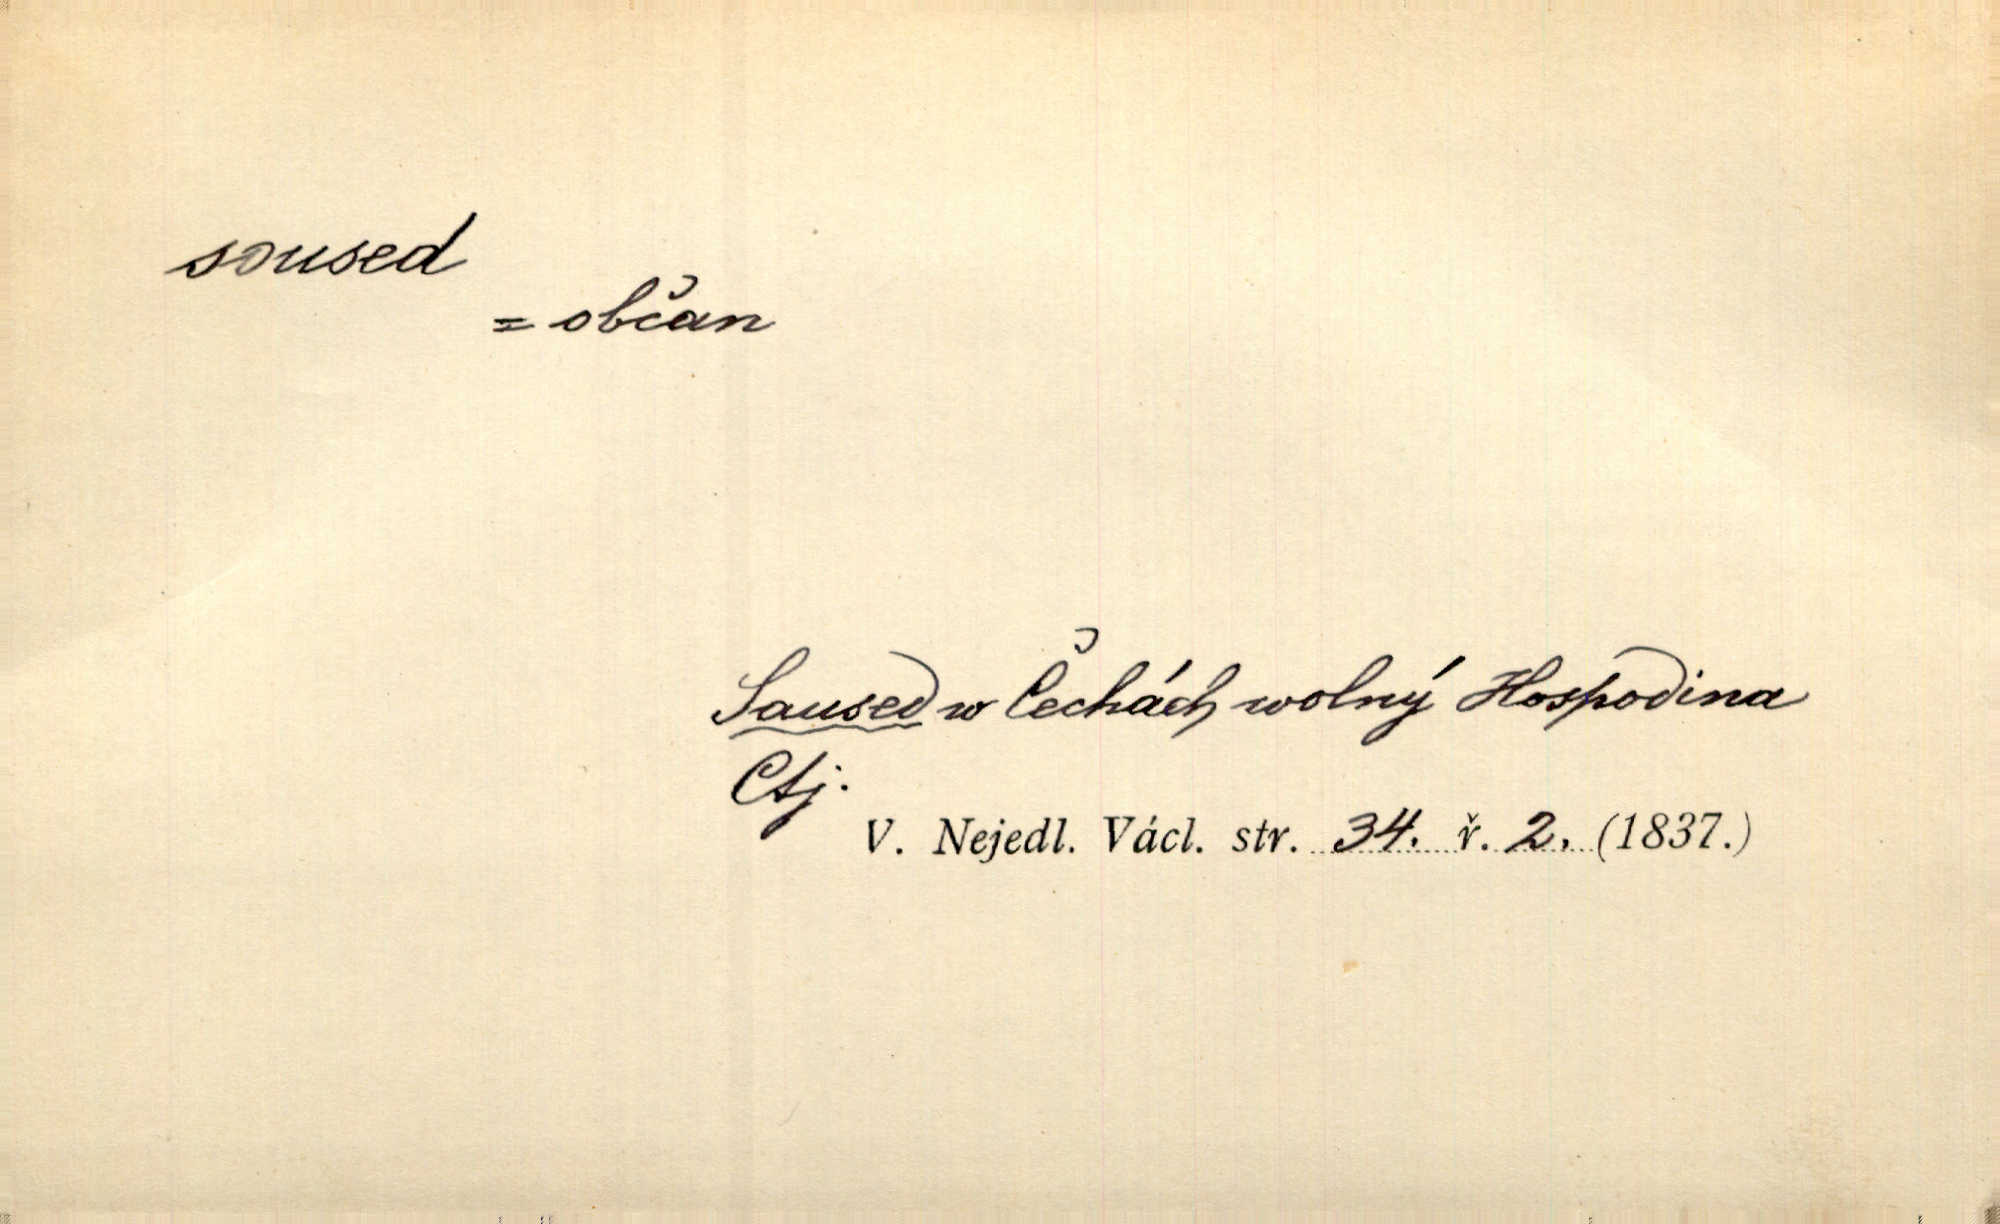 soused
= občan
Saused w Čechách wolný Hospodina
Ctj.
V. Nejedl. Václ. str. 34. ř. 2. (1837.)